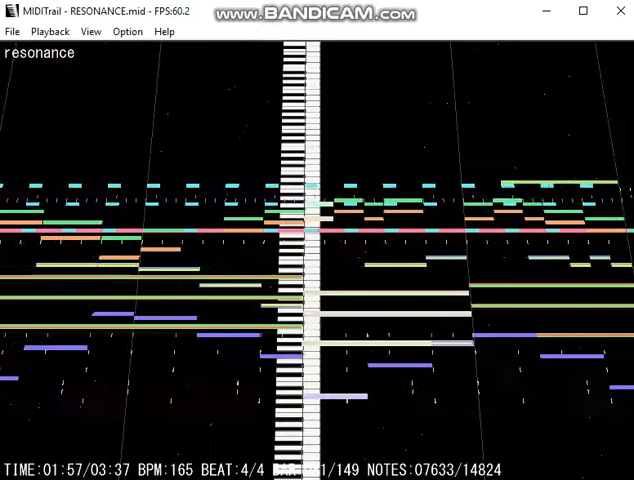 MIDITrail - RESONANCE.mid - FPS:60.2
www.BANDICAM.com
File Playback View Option Help
resonance
TIME:01:57/03:37 BPM:165 BEAT:4/4 1/149 NOTES:07633/14824